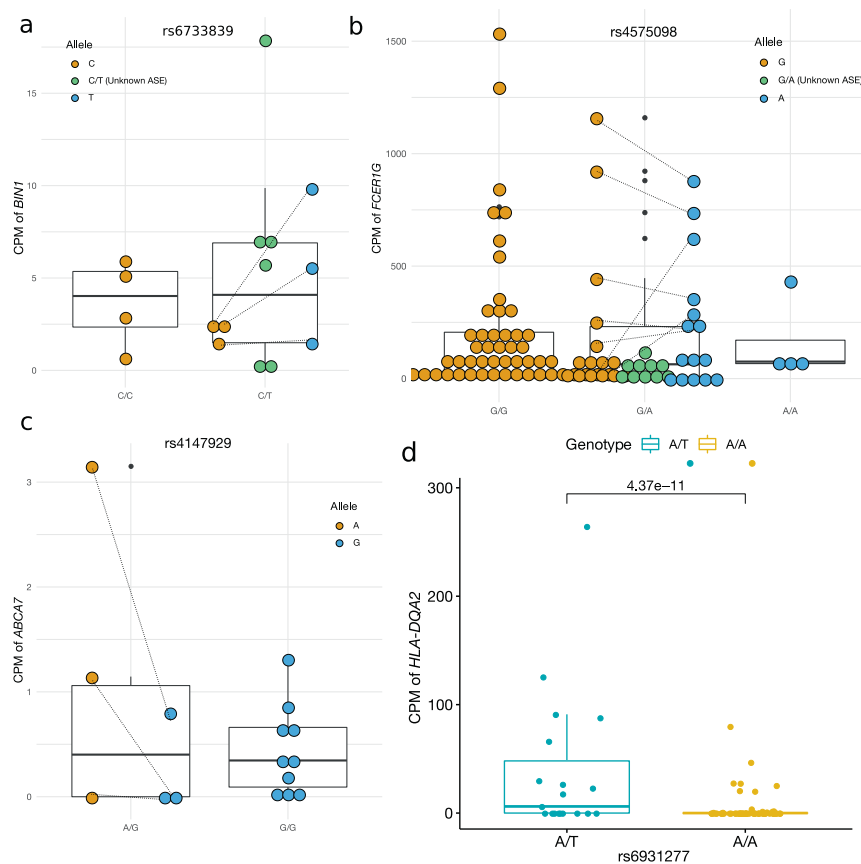 a
rs6733839
Allele
C
C/T (Unknown ASE)
T
CPM of BIN1
15
10
5
0
C/C
C/T
b
rs4575098
Allele
G
G/A (Unknown ASE)
A
CPM of FCER1G
1500
1000
500
0
G/G
G/A
A/A
c
rs4147929
Allele
A
G
CPM of ABCA7
3
2
1
0
A/G
G/G
d
Genotype
A/T
A/A
4.37e−11
CPM of HLA-DQA2
300
200
100
0
A/T
A/A
rs6931277